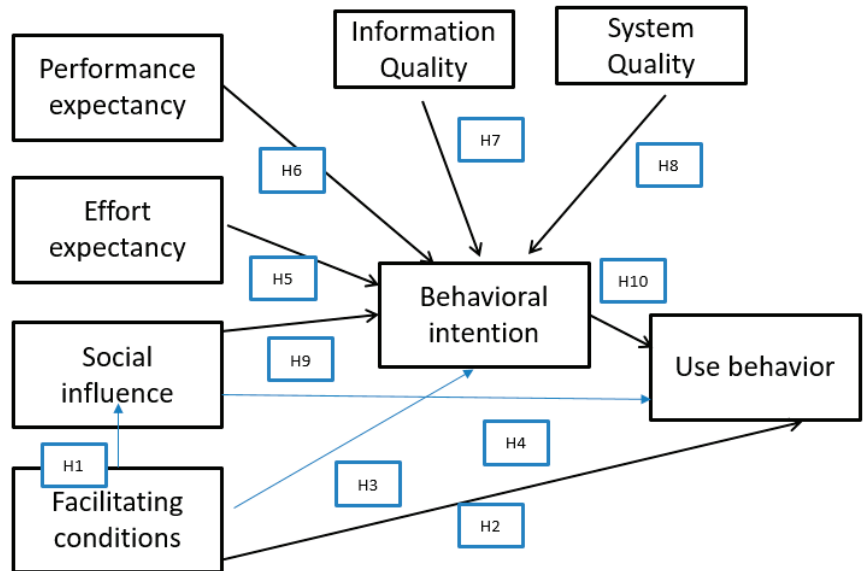 Information
Quality
System
Quality
Performance
expectancy
H7
H6
H8
Effort
expectancy
H5
Behavioral
intention
H10
Social
influence
H9
Use behavior
H4
H1
H3
Facilitating
conditions
H2